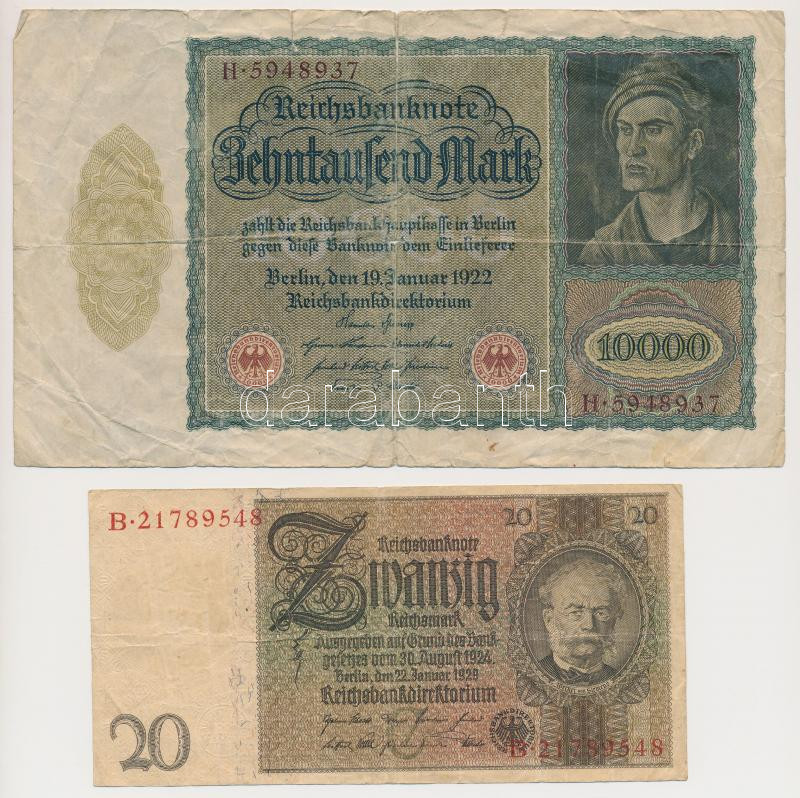 H·5948937
Reichsbanknote
Zehntausend Mark
zahlt die Reichsbankhauptkasse in Berlin
gegen diese Banknote dem Einlieferer
Berlin, den 19. Januar 1922
Reichsbankdirektorium
10000
H·5948937
darabanth
B·21789548
20
20
Reichsbanknote
Zwanzig
Reichsmark
Ausgegeben auf Grund des Bank-
gesetzes vom 30. August 1924
Berlin, den 22. Januar 1929
Reichsbankdirektorium
20
B·21789548